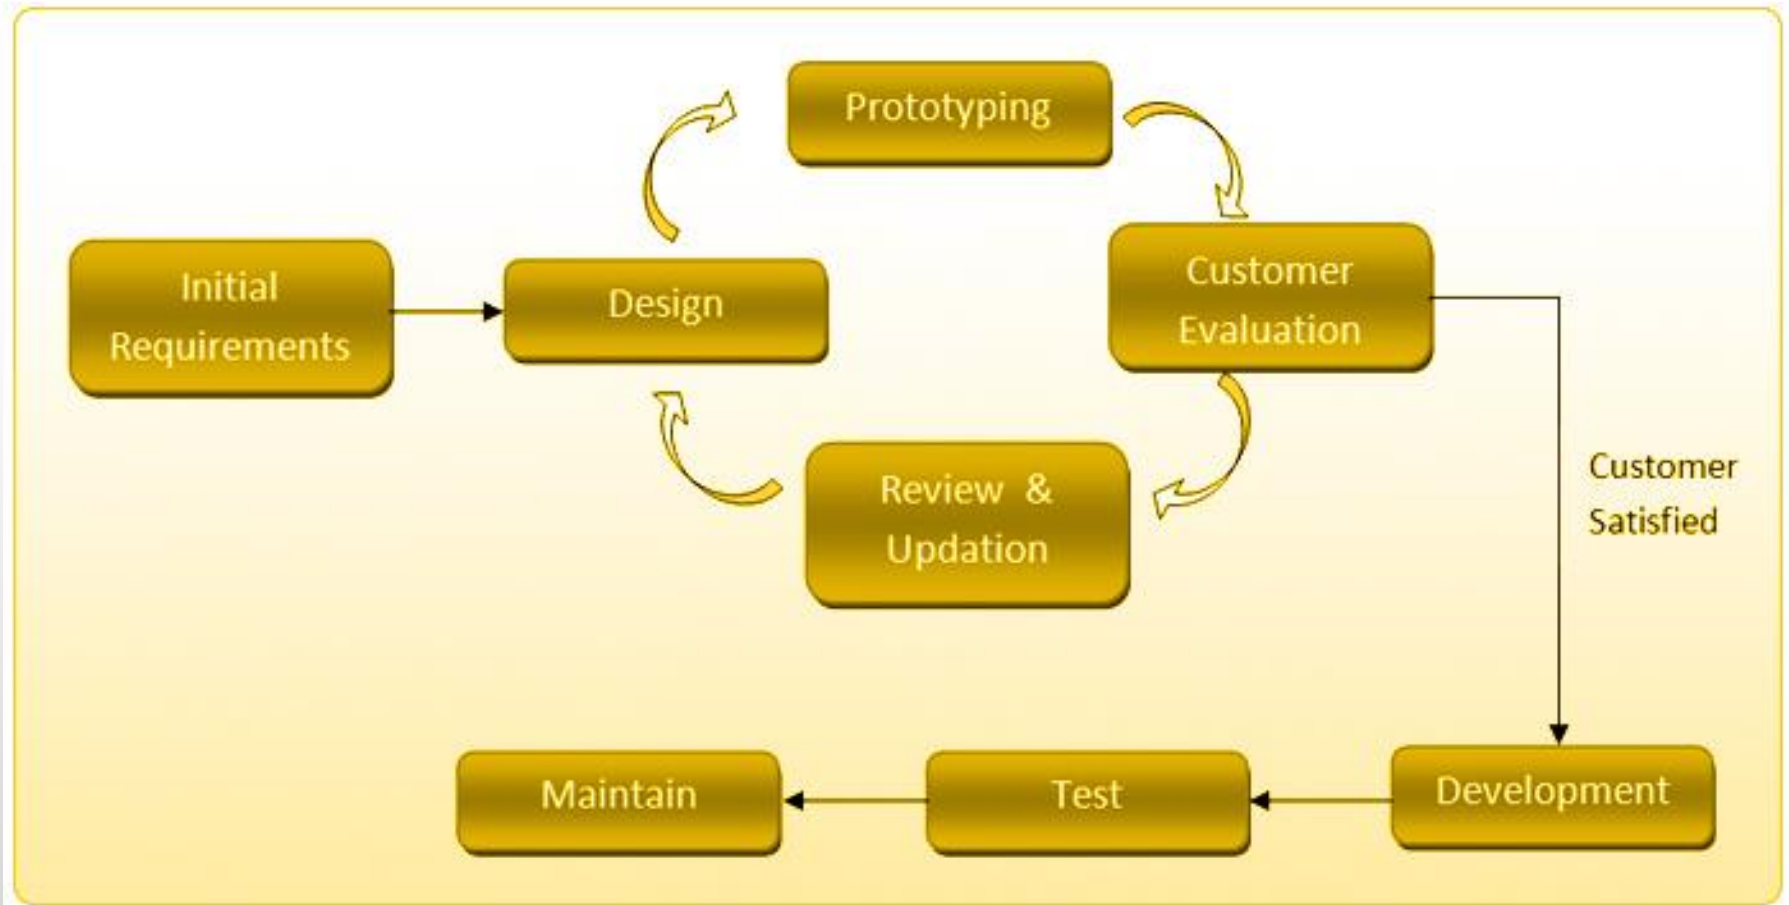 Prototyping
Initial
Requirements
Design
Customer
Evaluation
Review & 
Updation
Customer
Satisfied
Maintain
Test
Development